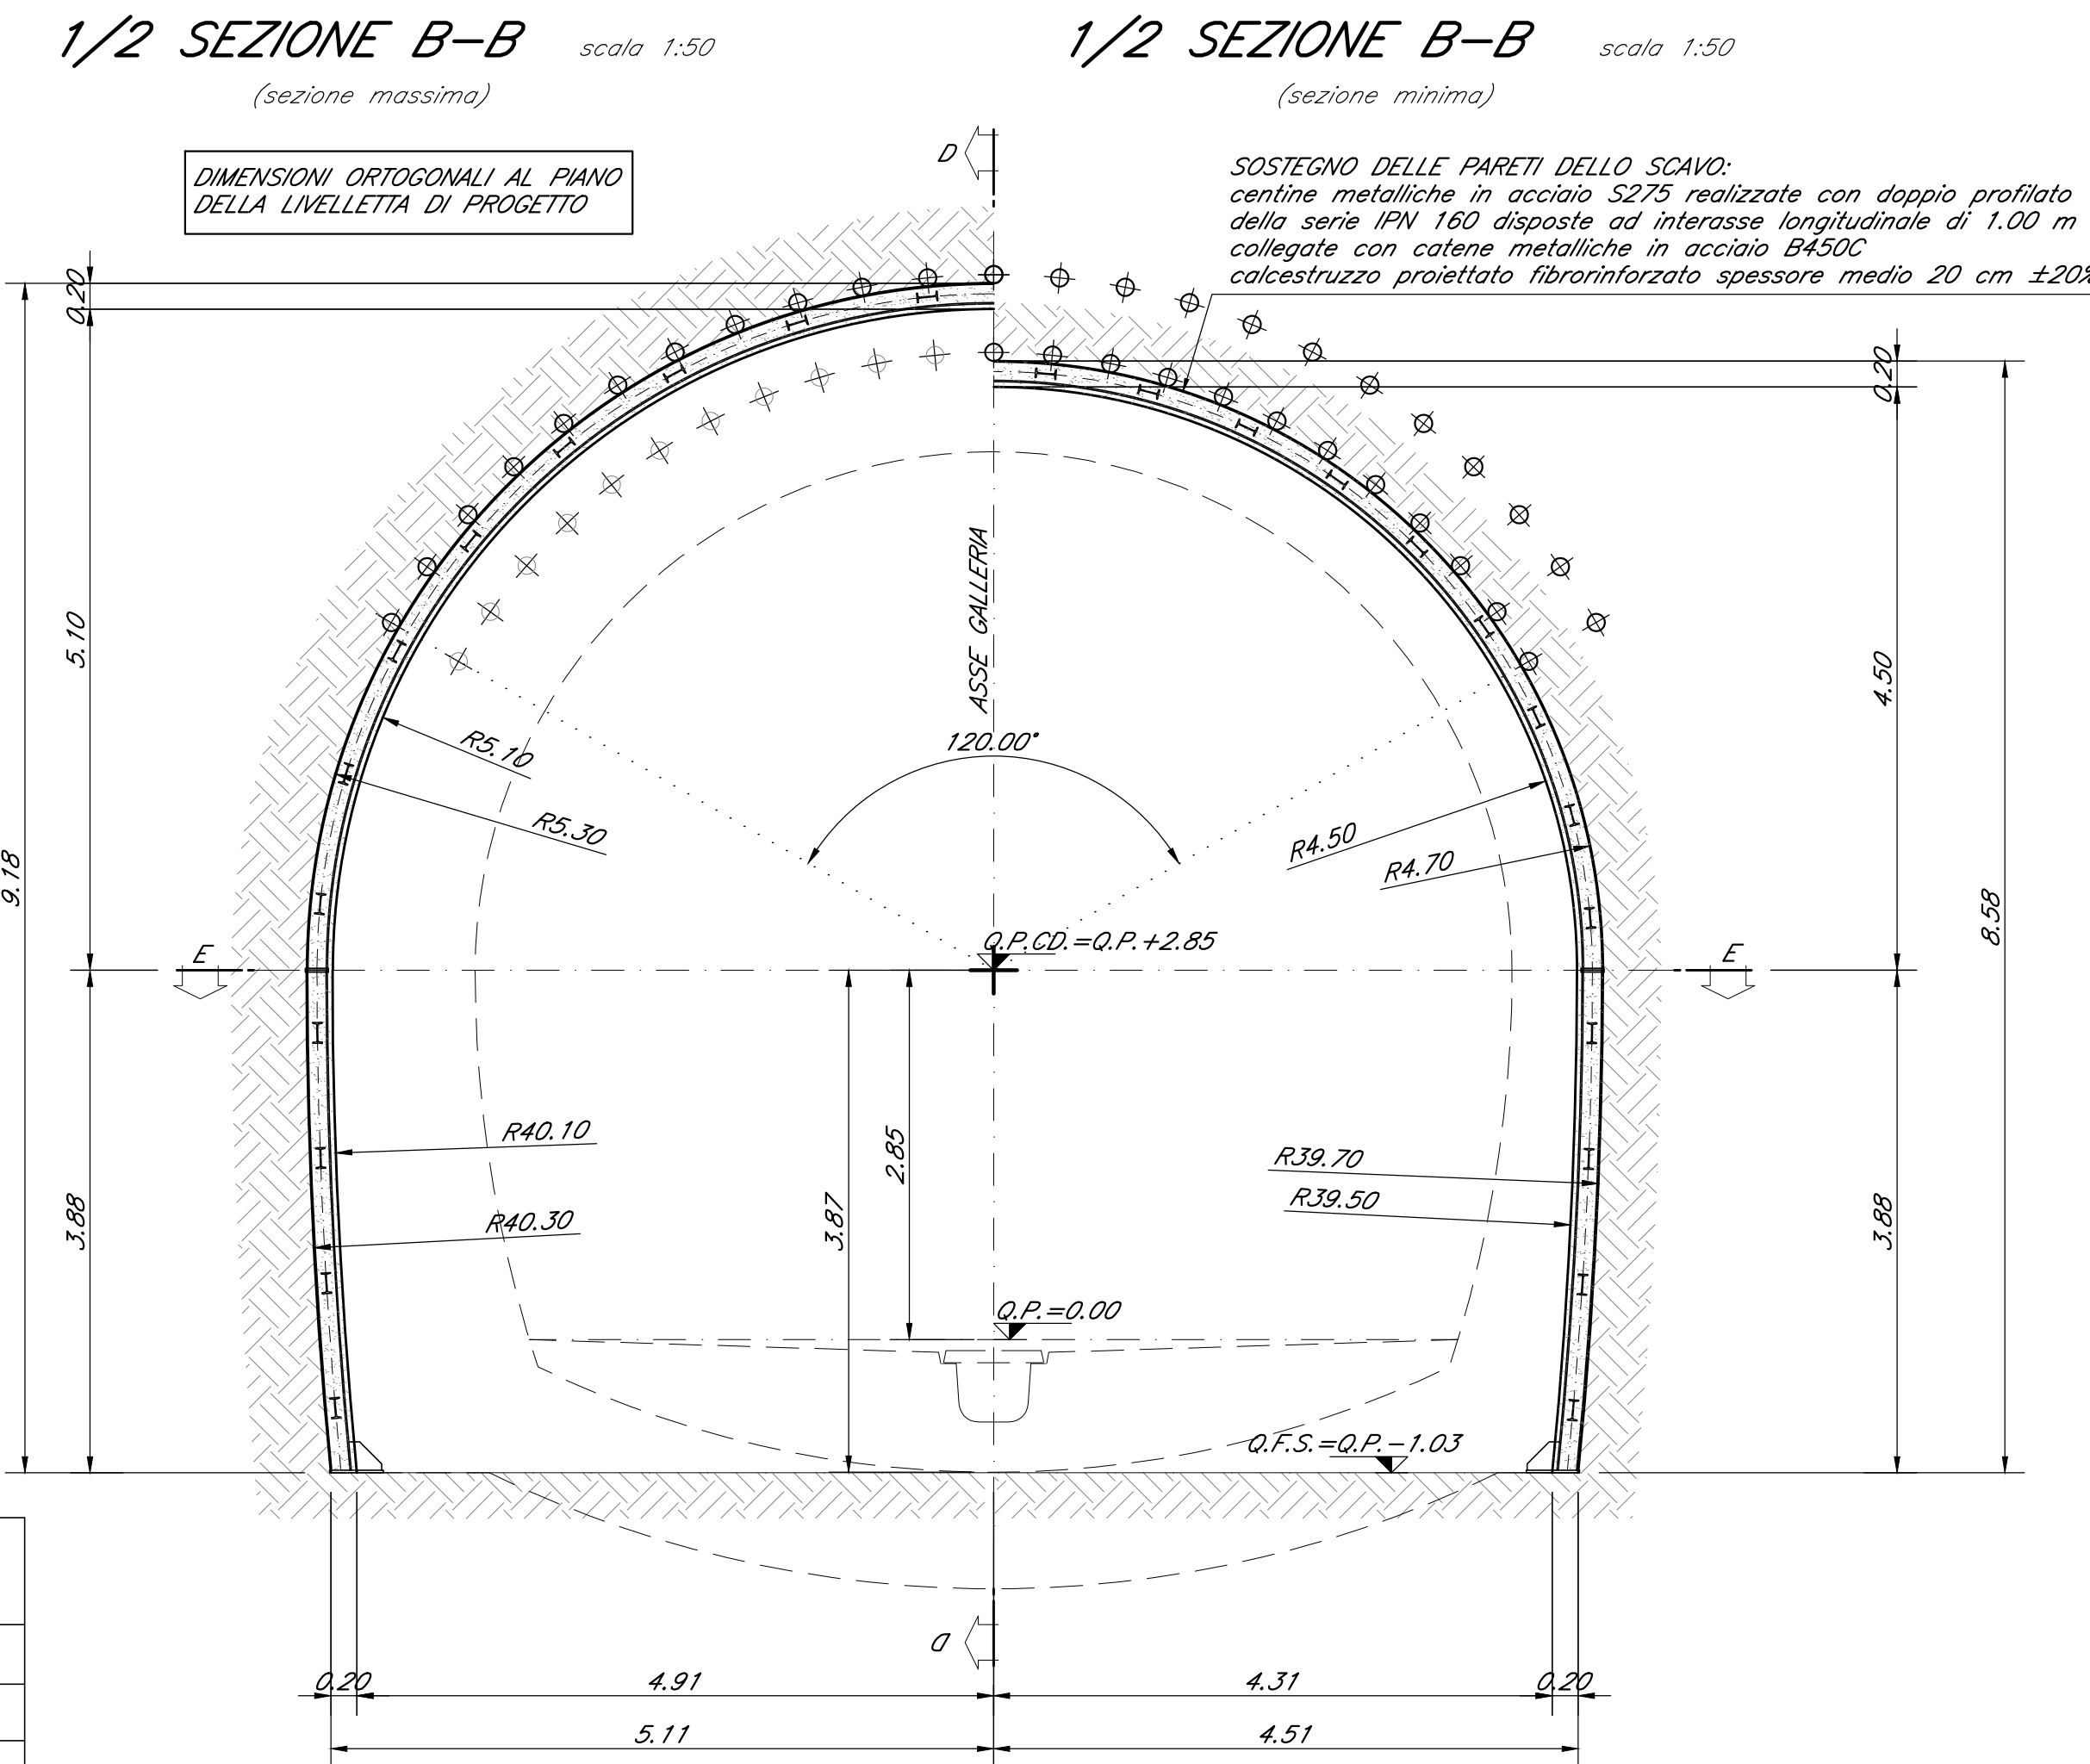 1/2 SEZIONE B-B scala 1:50
(sezione massima)
1/2 SEZIONE B-B scala 1:50
(sezione minima)
DIMENSIONI ORTOGONALI AL PIANO
DELLA LIVELLETTA DI PROGETTO
D
SOSTEGNO DELLE PARETI DELLO SCAVO:
centine metalliche in acciaio S275 realizzate con doppio profilato
della serie IPN 160 disposte ad interasse longitudinale di 1.00 m
collegate con catene metalliche in acciaio B450C
calcestruzzo proiettato fibrorinforzato spessore medio 20 cm ±20%
0.20
0.20
ASSE GALLERIA
5.10
4.50
R5.10
120.00°
R5.30
R4.50
R4.70
9.18
8.58
Q.P.CD.=Q.P.+2.85
E
E
R40.10
2.85
R39.70
R39.50
3.87
R40.30
3.88
3.88
Q.P.=0.00
Q.F.S.=Q.P.-1.03
D
0.20
4.91
4.31
0.20
5.11
4.51